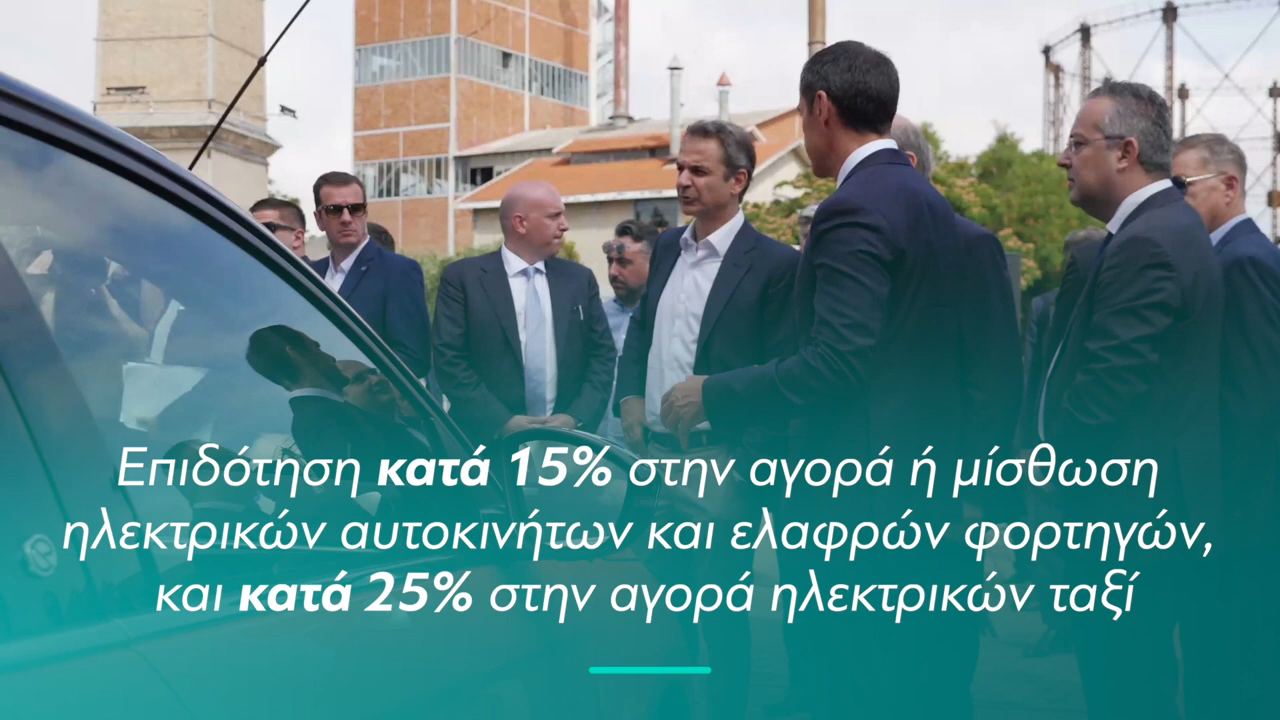 Επιδότηση κατά 15% στην αγορά ή μίσθωση
ηλεκτρικών αυτοκινήτων και ελαφρών φορτηγών,
και κατά 25% στην αγορά ηλεκτρικών ταξί